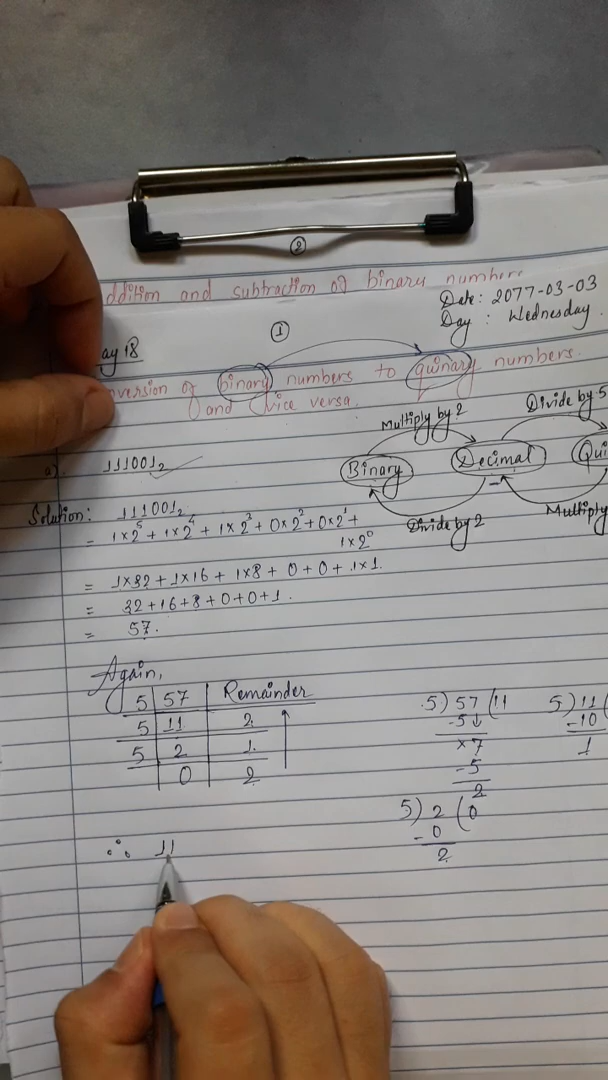 ②
ddition and subtraction of binary number
Date: 2077-03-03
Day : Wednesday.
①
ay 18
nversion of binary numbers to quinary numbers.
and vice versa.
Multiply by 2
Divide by 5
Binary
Decimal
Qui
Divide by 2
Multiply
a) 111001₂
Solution: 111001₂
= 1×2⁵ + 1×2⁴ + 1×2³ + 0×2² + 0×2¹ +
1×2⁰
= 1×32 + 1×16 + 1×8 + 0 + 0 + 1×1.
= 32+16+8+0+0+1.
= 57.
Again,
5 | 57 | Remainder
5 | 11 | 2
5 | 2 | 1
0 | 2
5) 57 (11
-5↓
×7
-5
2
5) 11 (
-10
1
5) 2 (0
-0
2
∴ 11